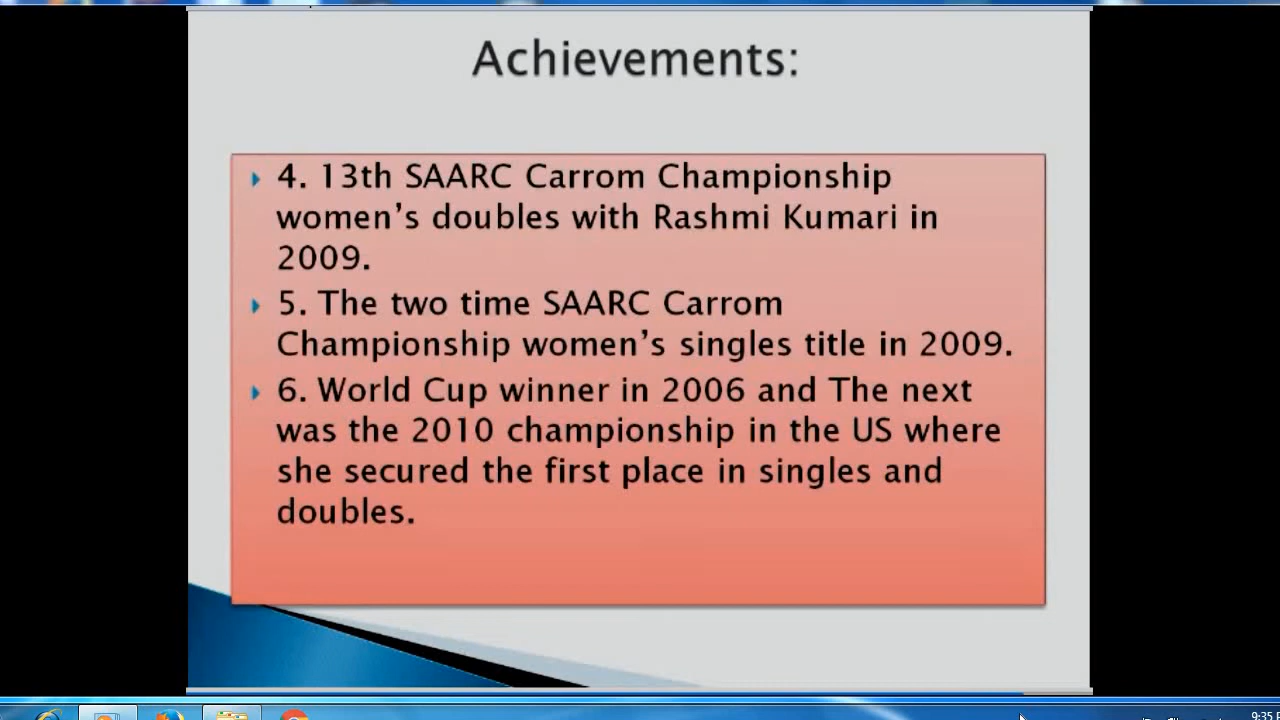 Achievements:
4. 13th SAARC Carrom Championship
women’s doubles with Rashmi Kumari in
2009.
5. The two time SAARC Carrom
Championship women’s singles title in 2009.
6. World Cup winner in 2006 and The next
was the 2010 championship in the US where
she secured the first place in singles and
doubles.
9:35